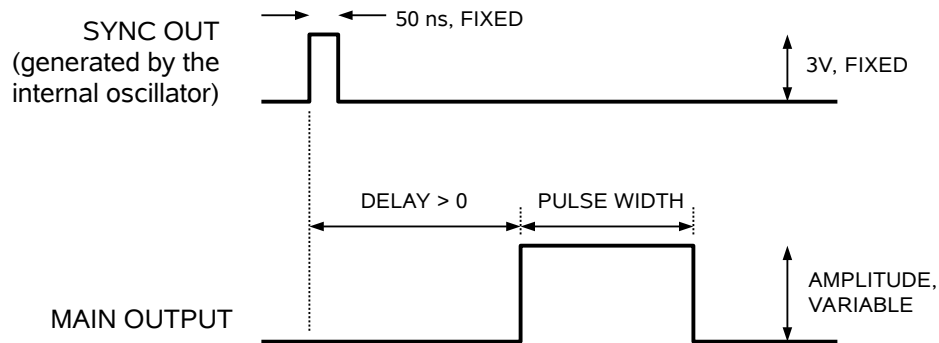 50 ns, FIXED
SYNC OUT
(generated by the
internal oscillator)
3V, FIXED
DELAY > 0
PULSE WIDTH
AMPLITUDE,
VARIABLE
MAIN OUTPUT